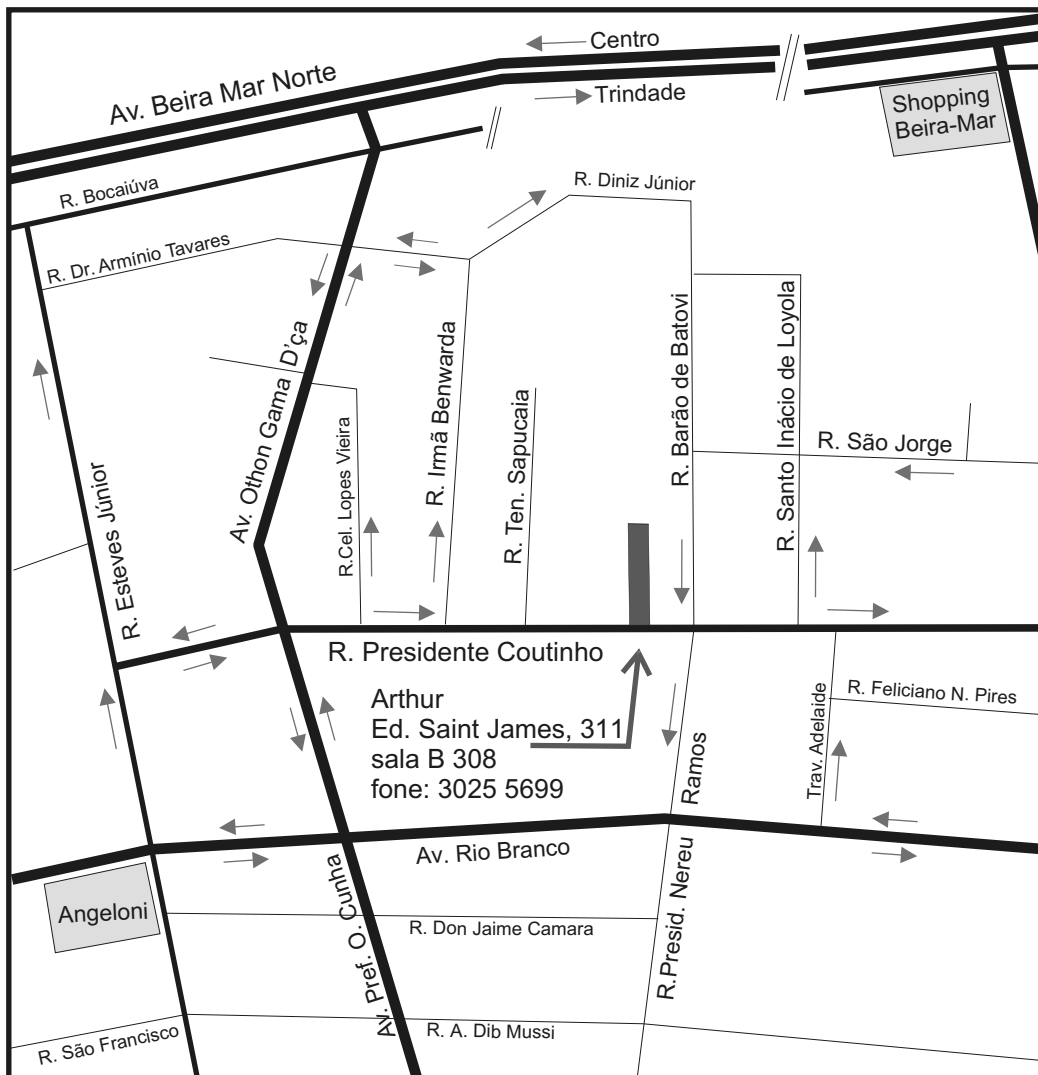 Centro
Av. Beira Mar Norte
Trindade
Shopping
Beira-Mar
R. Bocaiúva
R. Diniz Júnior
R. Dr. Armínio Tavares
Av. Othon Gama D'ça
R. Irmã Benwarda
R. Barão de Batovi
R. Santo Inácio de Loyola
R.Cel. Lopes Vieira
R. Ten. Sapucaia
R. São Jorge
R. Esteves Júnior
R. Presidente Coutinho
Arthur
Ed. Saint James, 311
sala B 308
fone: 3025 5699
R. Feliciano N. Pires
Trav. Adelaide
R.Presid. Nereu Ramos
Av. Rio Branco
Av. Pref. O. Cunha
Angeloni
R. Don Jaime Camara
R. A. Dib Mussi
R. São Francisco